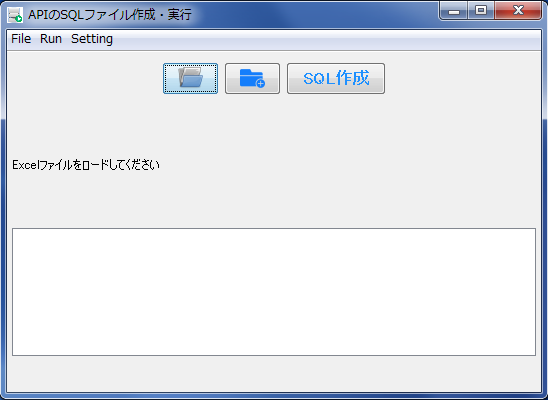 APIのSQLファイル作成・実行
File Run Setting
SQL作成
Excelファイルをロードしてください